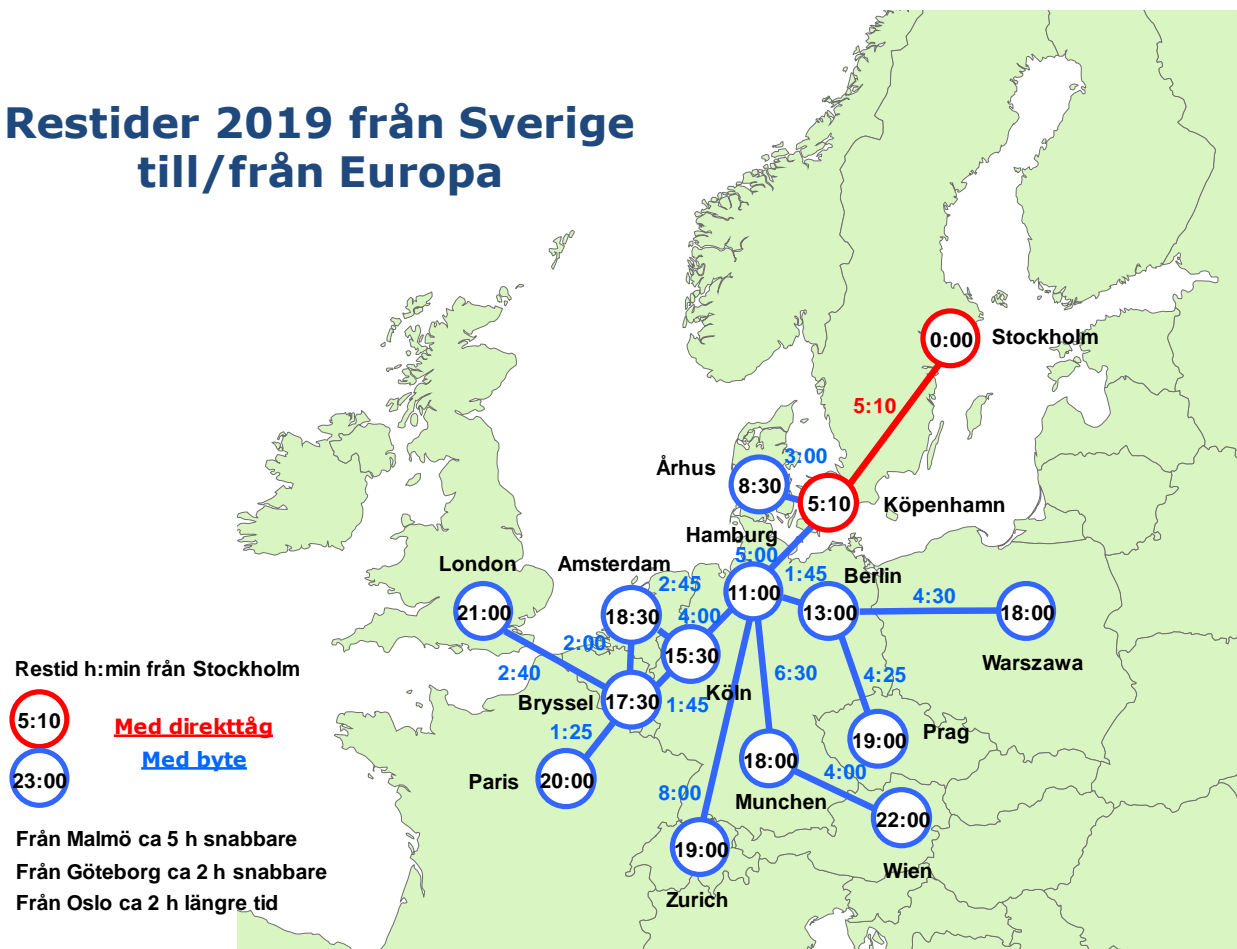 Restider 2019 från Sverige
till/från Europa
0:00
Stockholm
5:10
3:00
Århus
8:30
5:10
Köpenhamn
Hamburg
5:00
London
Amsterdam
2:45
1:45
Berlin
11:00
4:30
21:00
18:30
4:00
13:00
18:00
2:00
15:30
Warszawa
Restid h:min från Stockholm
2:40
6:30
4:25
Bryssel
17:30
1:45
Köln
5:10
Med direkttåg
1:25
Prag
19:00
Med byte
18:00
4:00
23:00
Paris
20:00
8:00
Munchen
22:00
Från Malmö ca 5 h snabbare
19:00
Från Göteborg ca 2 h snabbare
Wien
Från Oslo ca 2 h längre tid
Zurich